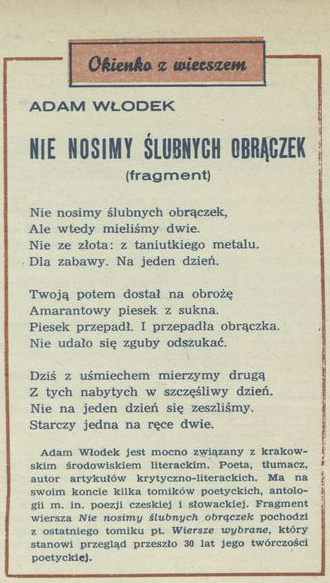 Okienko z wierszem
ADAM WŁODEK
NIE NOSIMY ŚLUBNYCH OBRĄCZEK
(fragment)
Nie nosimy ślubnych obrączek,
Ale wtedy mieliśmy dwie.
Nie ze złota: z taniutkiego metalu.
Dla zabawy. Na jeden dzień.
Twoją potem dostał na obrożę
Amarantowy piesek z sukna.
Piesek przepadł. I przepadła obrączka.
Nie udało się zguby odszukać.
Dziś z uśmiechem mierzymy drugą
Z tych nabytych w szczęśliwy dzień.
Nie na jeden dzień się zeszliśmy.
Starczy jedna na ręce dwie.
Adam Włodek jest mocno związany z krakow-
skim środowiskiem literackim. Poeta, tłumacz,
autor artykułów krytyczno-literackich. Ma na
swoim koncie kilka tomików poetyckich, antolo-
gii m. in. poezji czeskiej i słowackiej. Fragment
wiersza Nie nosimy ślubnych obrączek pochodzi
z ostatniego tomiku pt. Wiersze wybrane, który
stanowi przegląd przeszło 30 lat jego twórczości
poetyckiej.